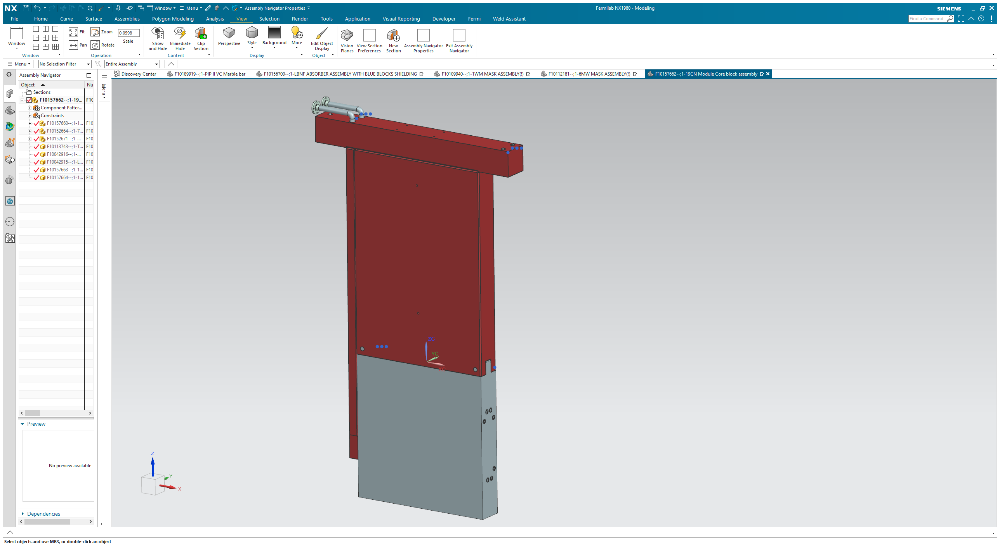 NX Window Menu Assembly Navigator Properties Fermilab NX1980 - Modeling SIEMENS
File Home Curve Surface Assemblies Polygon Modeling Analysis View Selection Render Tools Application Visual Reporting Developer Fermi Weld Assistant Find a Command
Window Fit Zoom 0.0598 Pan Rotate Scale
Show and Hide Immediate Hide Clip Section Perspective Style Background More Edit Object Display Vision Planes View Section Preferences New Section Assembly Navigator Properties Exit Assembly Navigator
Window Operation Content Display Object
Menu No Selection Filter Entire Assembly
Assembly Navigator
Menu
Discovery Center F10189919--;1-PIP II VC Marble bar F10156700--;1-LBNF ABSORBER ASSEMBLY WITH BLUE BLOCKS SHIELDING F10109940--;1-1WM MASK ASSEMBLY(!) F10112181--;1-6MW MASK ASSEMBLY(!) F10157662--;1-19CN Module Core block assembly
Object Nu
Sections
F10157662--;1-19... F10
Component Patter...
Constraints
F10157660--;1-1... F10
F10152664--;1-7... F10
F10152671--;1-... F10
F10113743--;1-T... F10
F10042916--;1-... F10
F10042915--;1-L... F10
F10157663--;1-1... F10
F10157664--;1-1... F10
ZC
YC
XC
Preview
No preview available
Z
Y
X
Dependencies
Select objects and use MB3, or double-click an object